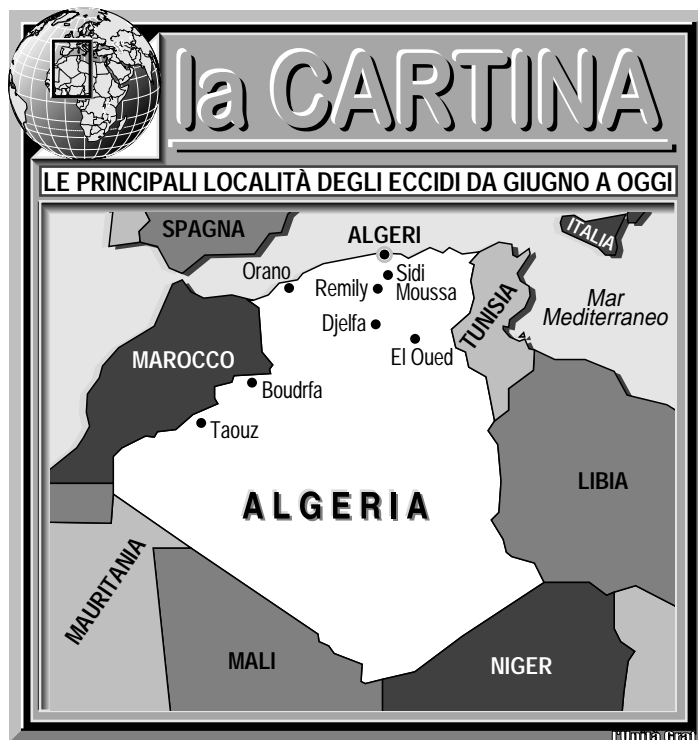 la CARTINA
LE PRINCIPALI LOCALITÀ DEGLI ECCIDI DA GIUGNO A OGGI
SPAGNA
ALGERI
ITALIA
Orano
Sidi
Moussa
Remily
TUNISIA
Mar
Mediterraneo
Djelfa
El Oued
MAROCCO
Boudrfa
Taouz
LIBIA
ALGERIA
MAURITANIA
MALI
NIGER